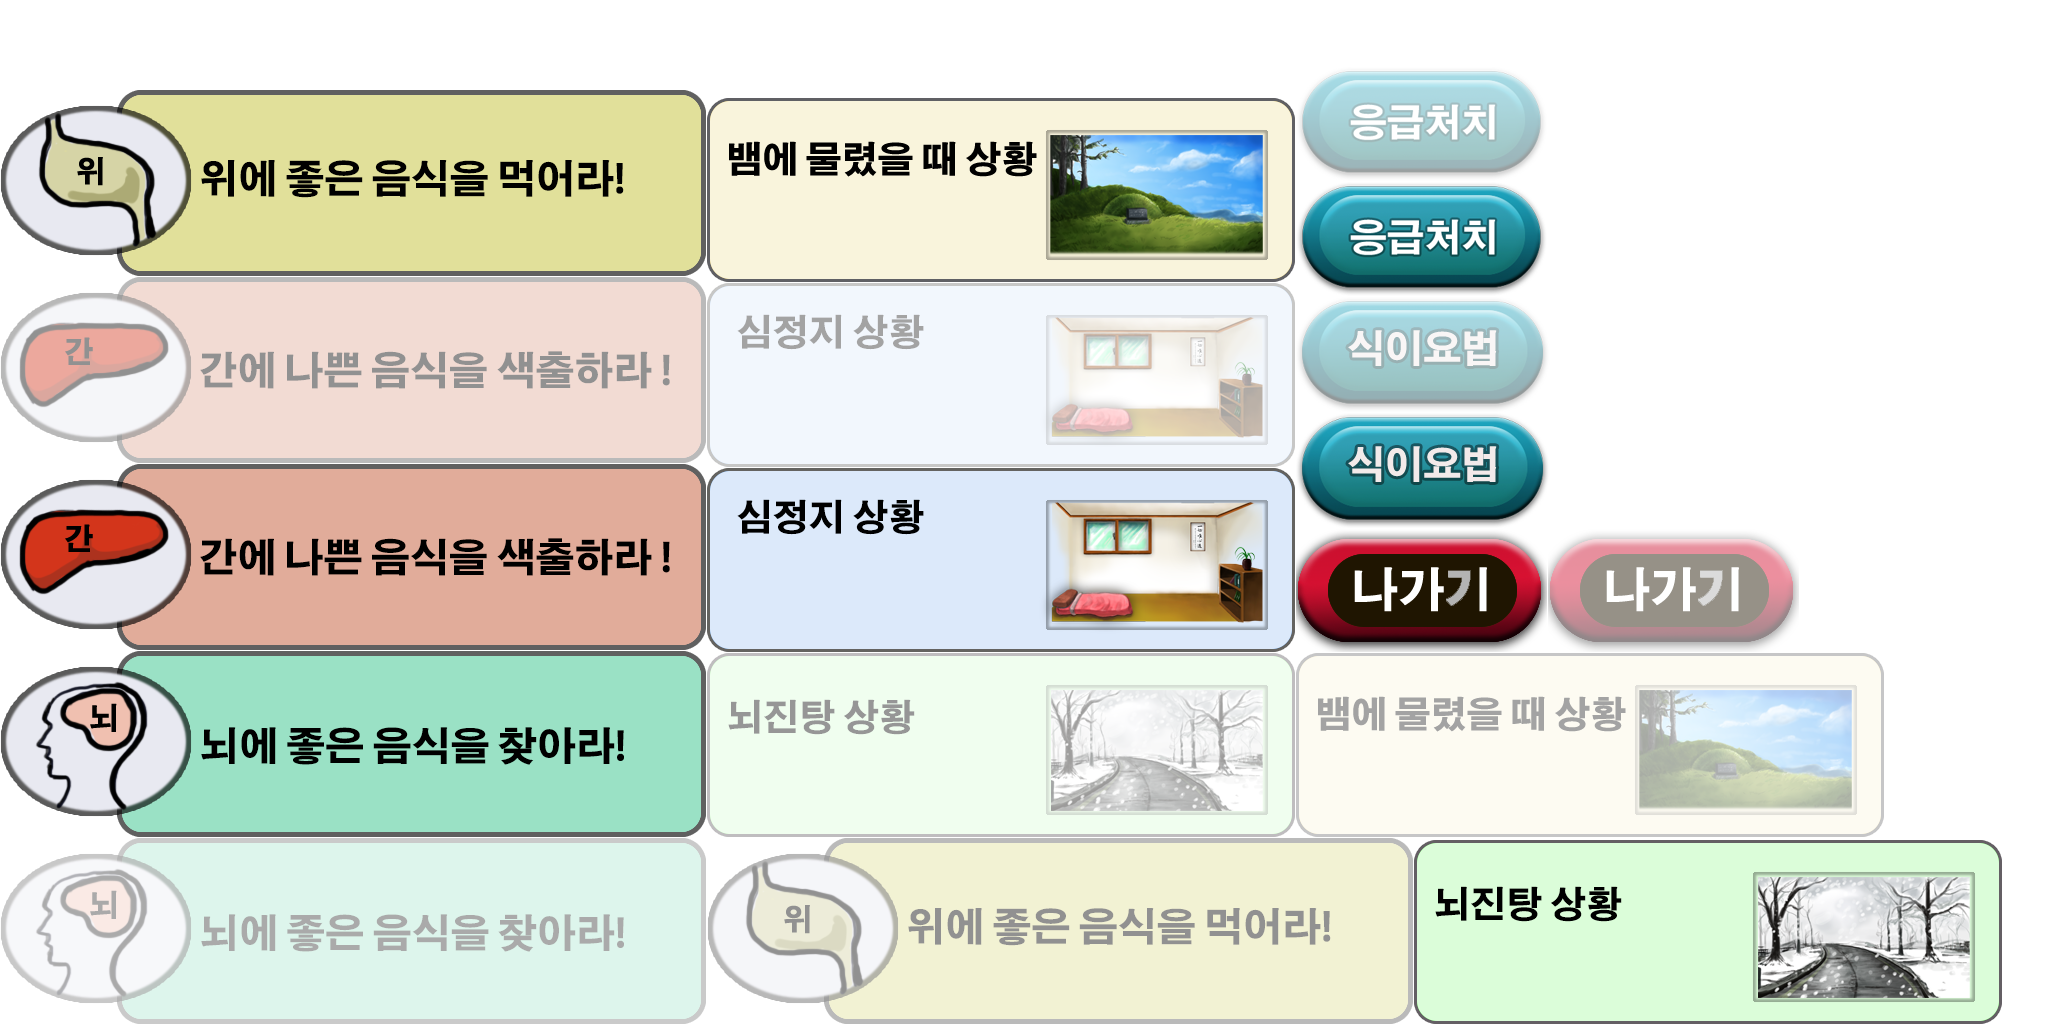 응급처치
위
위에 좋은 음식을 먹어라!
뱀에 물렸을 때 상황
응급처치
간
간에 나쁜 음식을 색출하라 !
심정지 상황
식이요법
식이요법
간
간에 나쁜 음식을 색출하라 !
심정지 상황
나가기
나가기
뇌
뇌에 좋은 음식을 찾아라!
뇌진탕 상황
뱀에 물렸을 때 상황
뇌
뇌에 좋은 음식을 찾아라!
위
위에 좋은 음식을 먹어라!
뇌진탕 상황